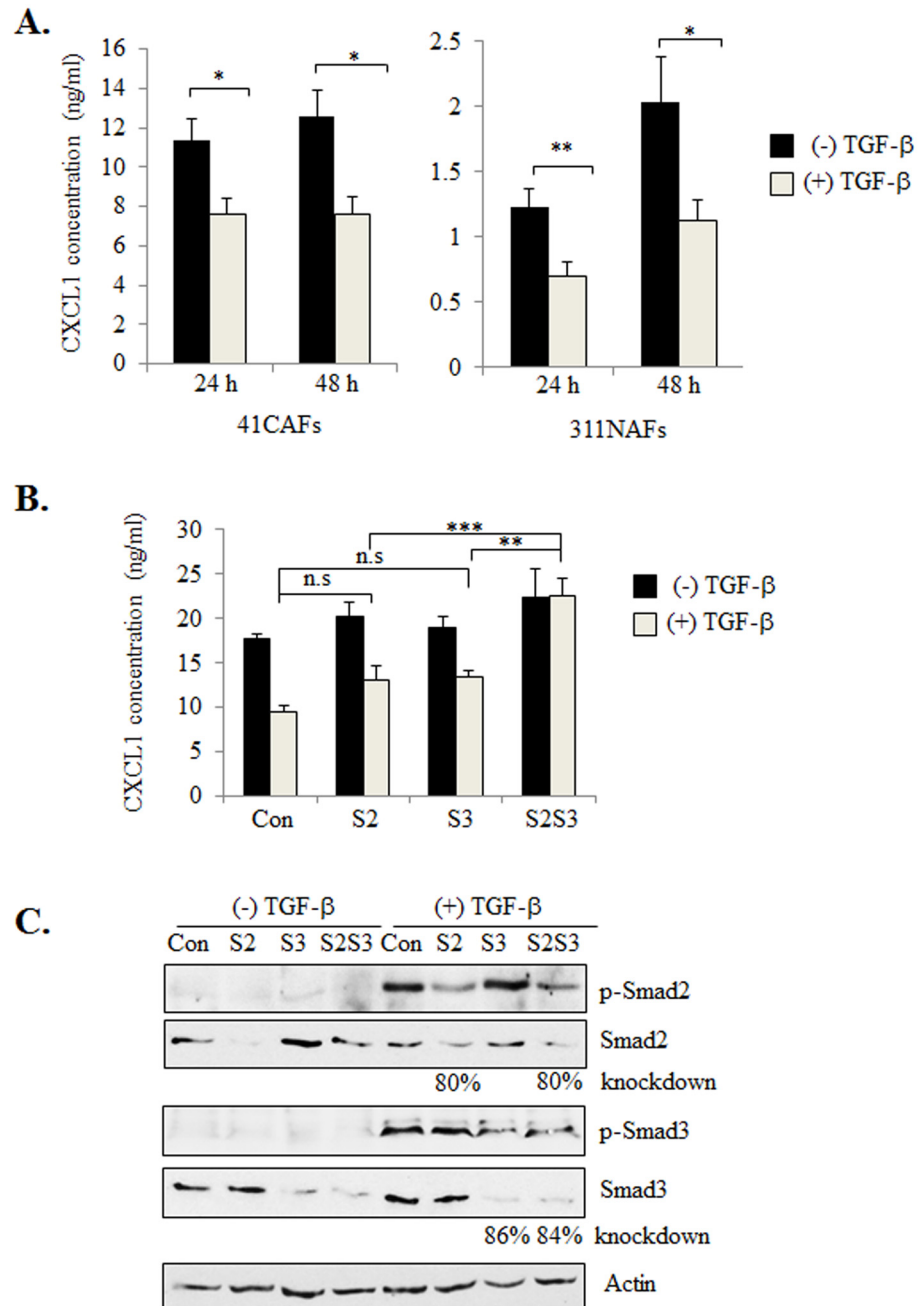 A.
CXCL1 concentration (ng/ml)
16
14
12
10
8
6
4
2
0
*
*
24 h 48 h
41CAFs
2.5
2
1.5
1
0.5
0
**
*
24 h 48 h
311NAFs
(-) TGF-β
(+) TGF-β
B.
CXCL1 concentration (ng/ml)
30
25
20
15
10
5
0
***
**
n.s
n.s
Con S2 S3 S2S3
(-) TGF-β
(+) TGF-β
C.
(-) TGF-β (+) TGF-β
Con S2 S3 S2S3 Con S2 S3 S2S3
p-Smad2
Smad2
80% 80% knockdown
p-Smad3
Smad3
86% 84% knockdown
Actin